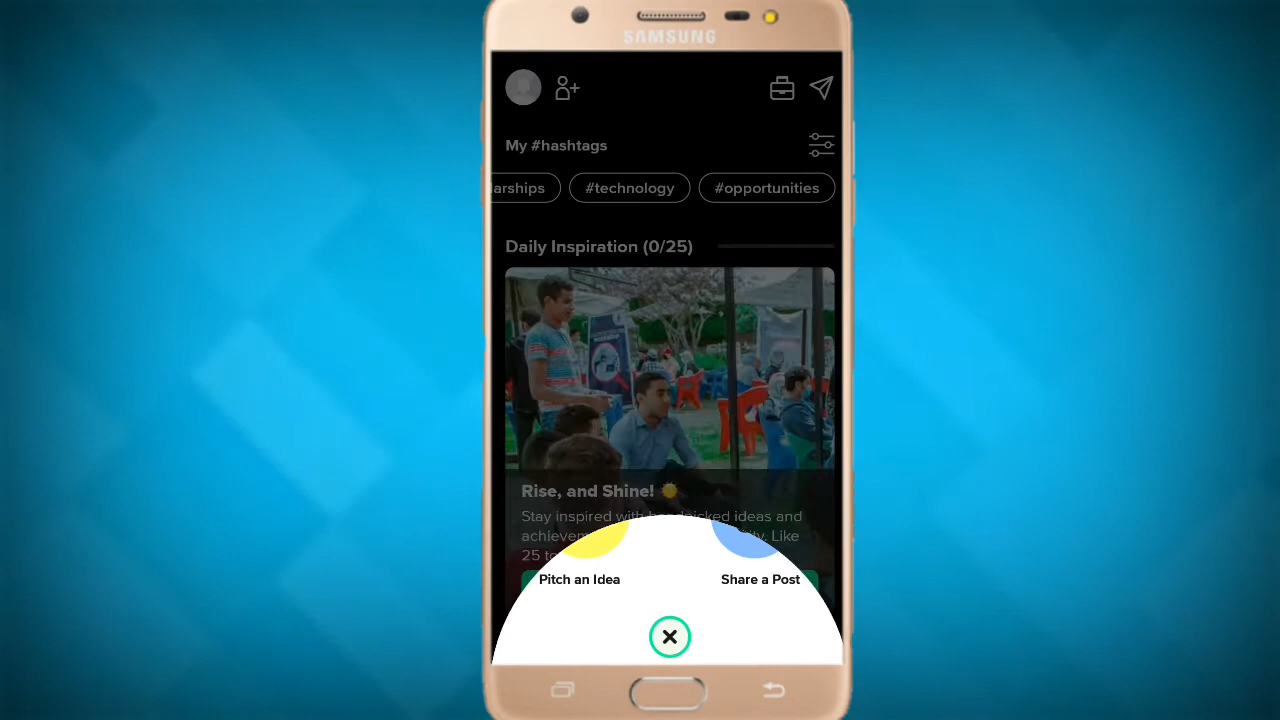 SAMSUNG
My #hashtags
arships
#technology
#opportunities
Daily Inspiration (0/25)
Rise, and Shine!
Stay inspired with handpicked ideas and
Like
25
Pitch an Idea
Share a Post